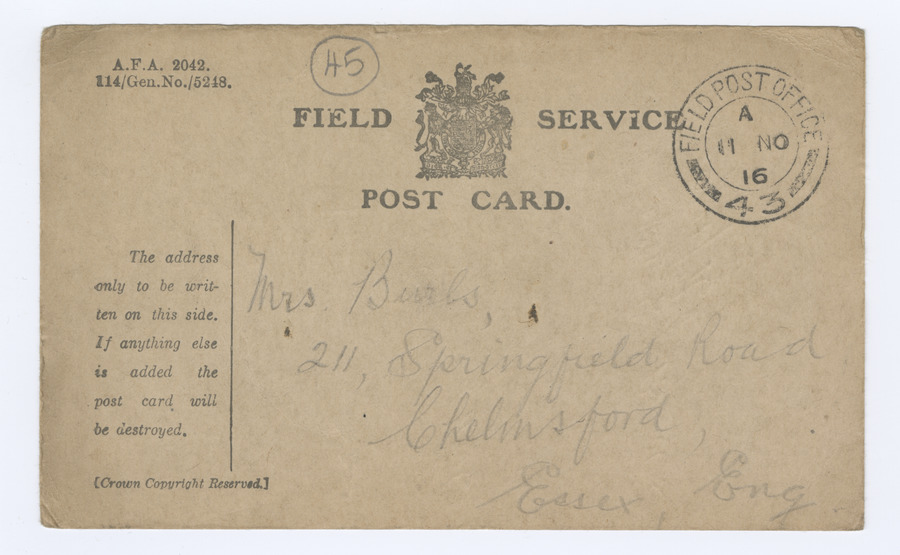 A.F.A. 2042.
114/Gen.No./5248.
45
FIELD SERVICE
POST CARD.
FIELD POST OFFICE
A
11 NO
16
43
The address
only to be writ-
ten on this side.
If anything else
is added the
post card will
be destroyed.
[Crown Copyright Reserved.]
Mrs. Burls,
211, Springfield Road
Chelmsford,
Essex, Eng.